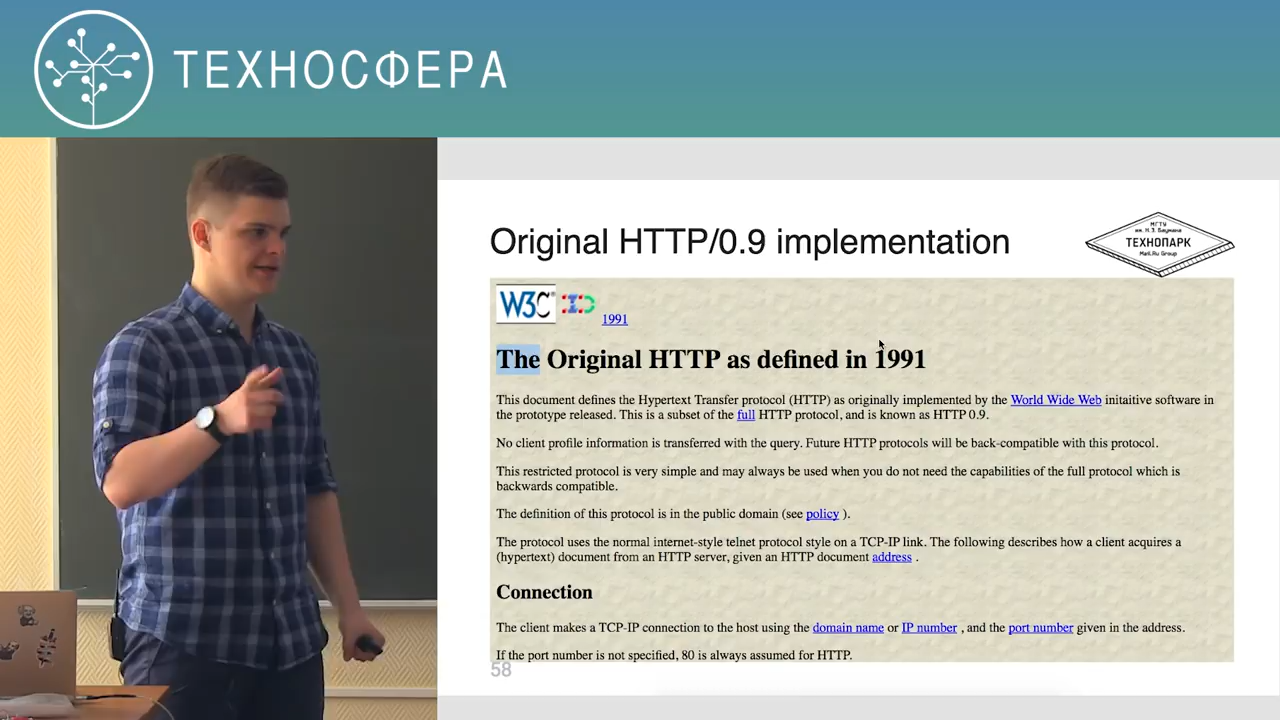 ТЕХНОСФЕРА
Original HTTP/0.9 implementation
МГТУ
им. Н.Э. Баумана
ТЕХНОПАРК
Mail.Ru Group
W3C
1991
The Original HTTP as defined in 1991
This document defines the Hypertext Transfer protocol (HTTP) as originally implemented by the World Wide Web initaitive software in
the prototype released. This is a subset of the full HTTP protocol, and is known as HTTP 0.9.
No client profile information is transferred with the query. Future HTTP protocols will be back-compatible with this protocol.
This restricted protocol is very simple and may always be used when you do not need the capabilities of the full protocol which is
backwards compatible.
The definition of this protocol is in the public domain (see policy ).
The protocol uses the normal internet-style telnet protocol style on a TCP-IP link. The following describes how a client acquires a
(hypertext) document from an HTTP server, given an HTTP document address .
Connection
The client makes a TCP-IP connection to the host using the domain name or IP number , and the port number given in the address.
If the port number is not specified, 80 is always assumed for HTTP.
58